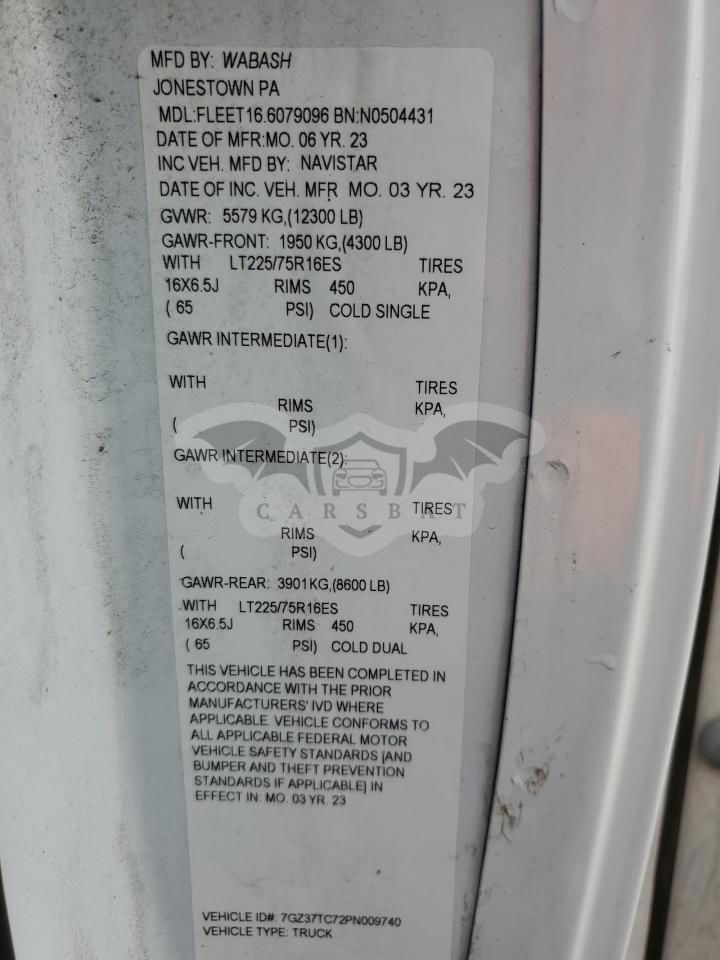 MFD BY: WABASH
JONESTOWN PA
MDL:FLEET16.6079096 BN:N0504431
DATE OF MFR:MO. 06 YR. 23
INC VEH. MFD BY: NAVISTAR
DATE OF INC. VEH. MFR MO. 03 YR. 23
GVWR: 5579 KG,(12300 LB)
GAWR-FRONT: 1950 KG,(4300 LB)
WITH LT225/75R16ES TIRES
16X6.5J RIMS 450 KPA,
( 65 PSI) COLD SINGLE
GAWR INTERMEDIATE(1):
WITH TIRES
RIMS KPA,
( PSI)
GAWR INTERMEDIATE(2):
WITH TIRES
CARSBAT
RIMS KPA,
( PSI)
GAWR-REAR: 3901KG,(8600 LB)
WITH LT225/75R16ES TIRES
16X6.5J RIMS 450 KPA,
( 65 PSI) COLD DUAL
THIS VEHICLE HAS BEEN COMPLETED IN
ACCORDANCE WITH THE PRIOR
MANUFACTURERS' IVD WHERE
APPLICABLE. VEHICLE CONFORMS TO
ALL APPLICABLE FEDERAL MOTOR
VEHICLE SAFETY STANDARDS [AND
BUMPER AND THEFT PREVENTION
STANDARDS IF APPLICABLE] IN
EFFECT IN: MO. 03 YR. 23
VEHICLE ID#: 7GZ37TC72PN009740
VEHICLE TYPE: TRUCK